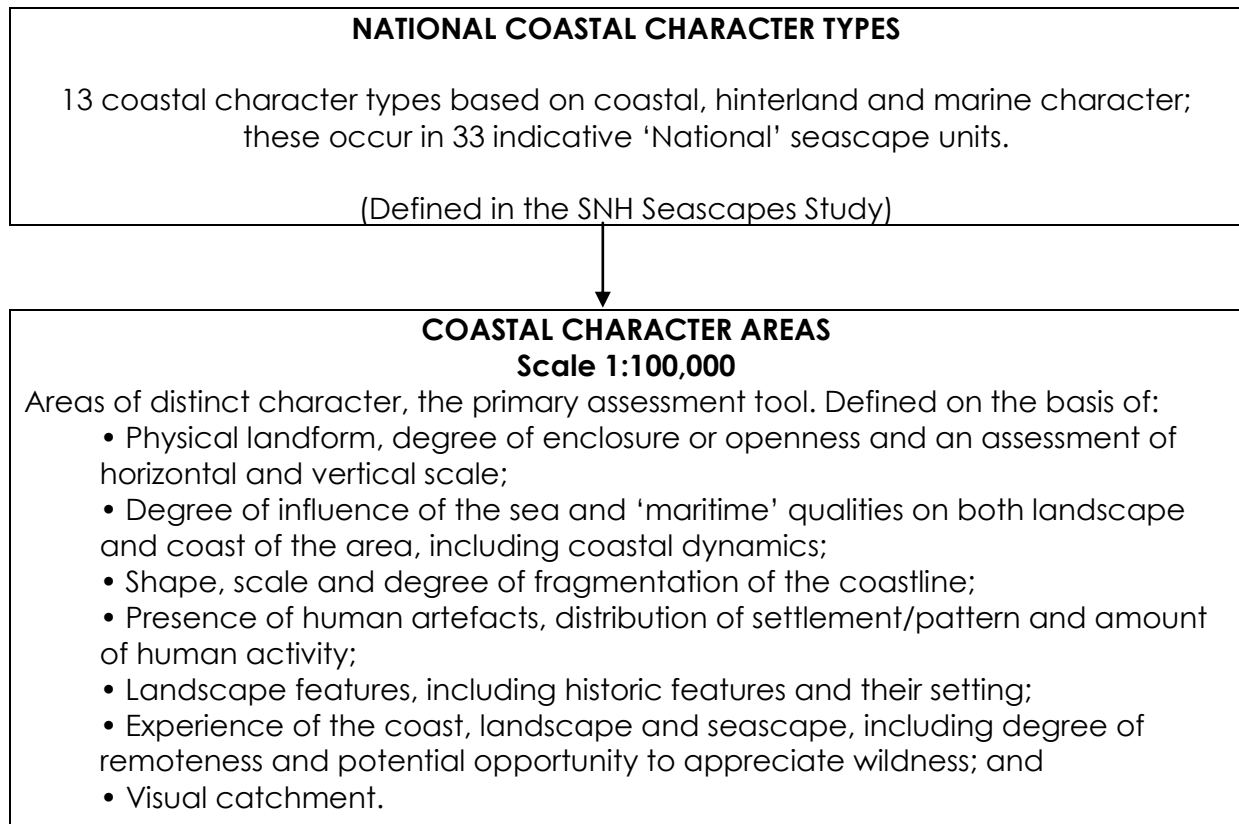 NATIONAL COASTAL CHARACTER TYPES
13 coastal character types based on coastal, hinterland and marine character;
these occur in 33 indicative ‘National’ seascape units.
(Defined in the SNH Seascapes Study)
COASTAL CHARACTER AREAS
Scale 1:100,000
Areas of distinct character, the primary assessment tool. Defined on the basis of:
• Physical landform, degree of enclosure or openness and an assessment of
horizontal and vertical scale;
• Degree of influence of the sea and ‘maritime’ qualities on both landscape
and coast of the area, including coastal dynamics;
• Shape, scale and degree of fragmentation of the coastline;
• Presence of human artefacts, distribution of settlement/pattern and amount
of human activity;
• Landscape features, including historic features and their setting;
• Experience of the coast, landscape and seascape, including degree of
remoteness and potential opportunity to appreciate wildness; and
• Visual catchment.